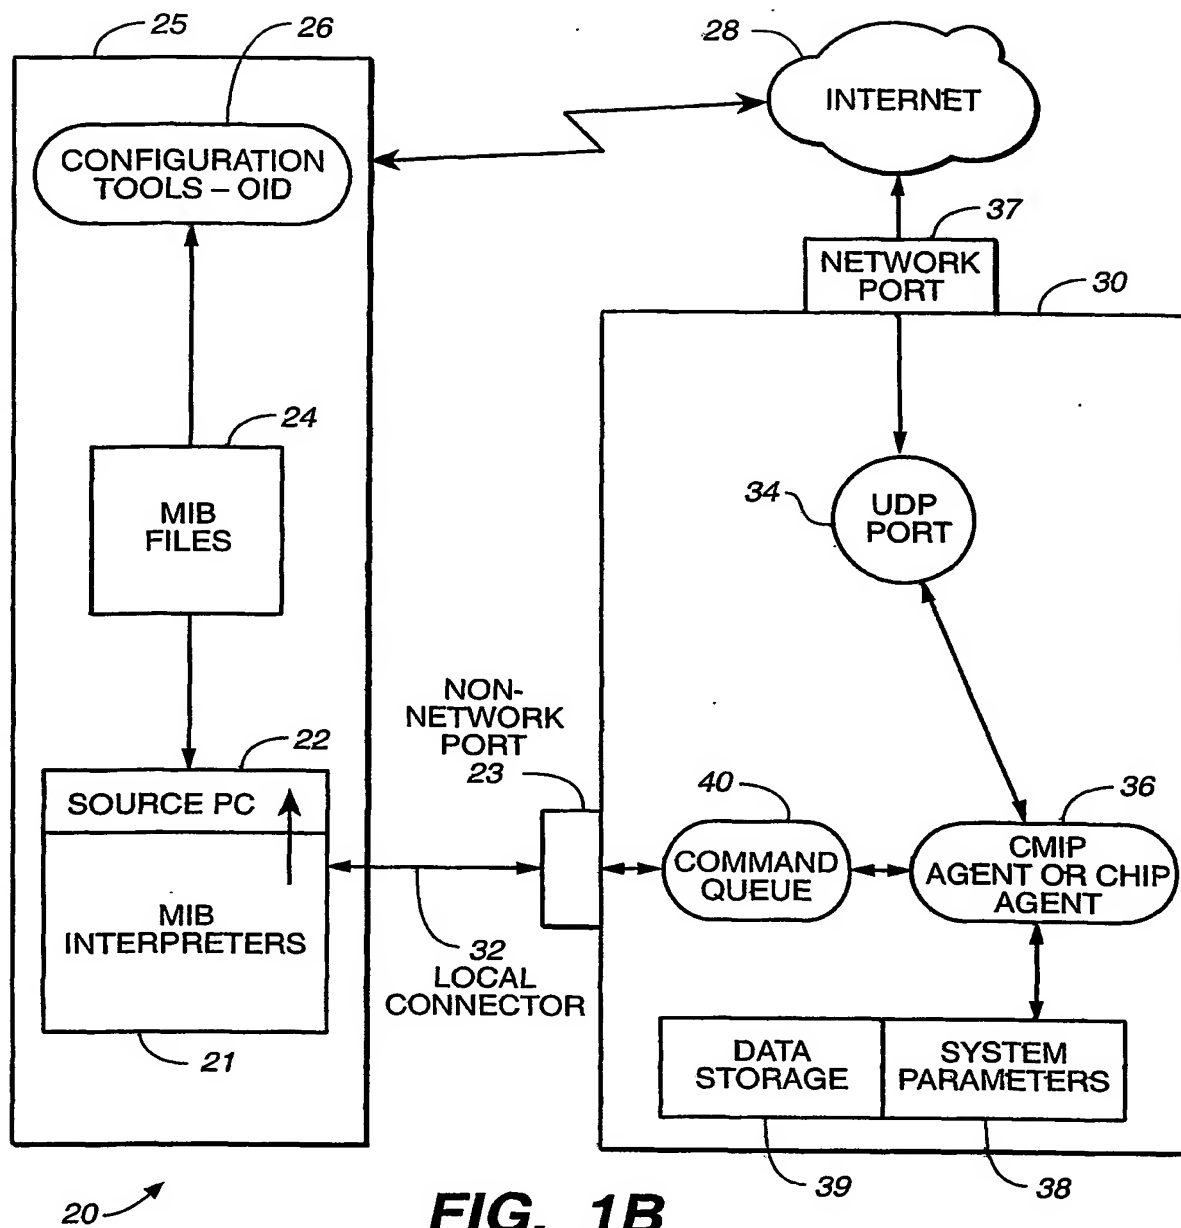 25
26
28
INTERNET
CONFIGURATION
TOOLS – OID
37
NETWORK
PORT
30
24
MIB
FILES
34
UDP
PORT
NON-
NETWORK
PORT
23
22
SOURCE PC
MIB
INTERPRETERS
40
COMMAND
QUEUE
36
CMIP
AGENT OR CHIP
AGENT
32
LOCAL
CONNECTOR
21
DATA
STORAGE
SYSTEM
PARAMETERS
39
38
20
FIG. 1B